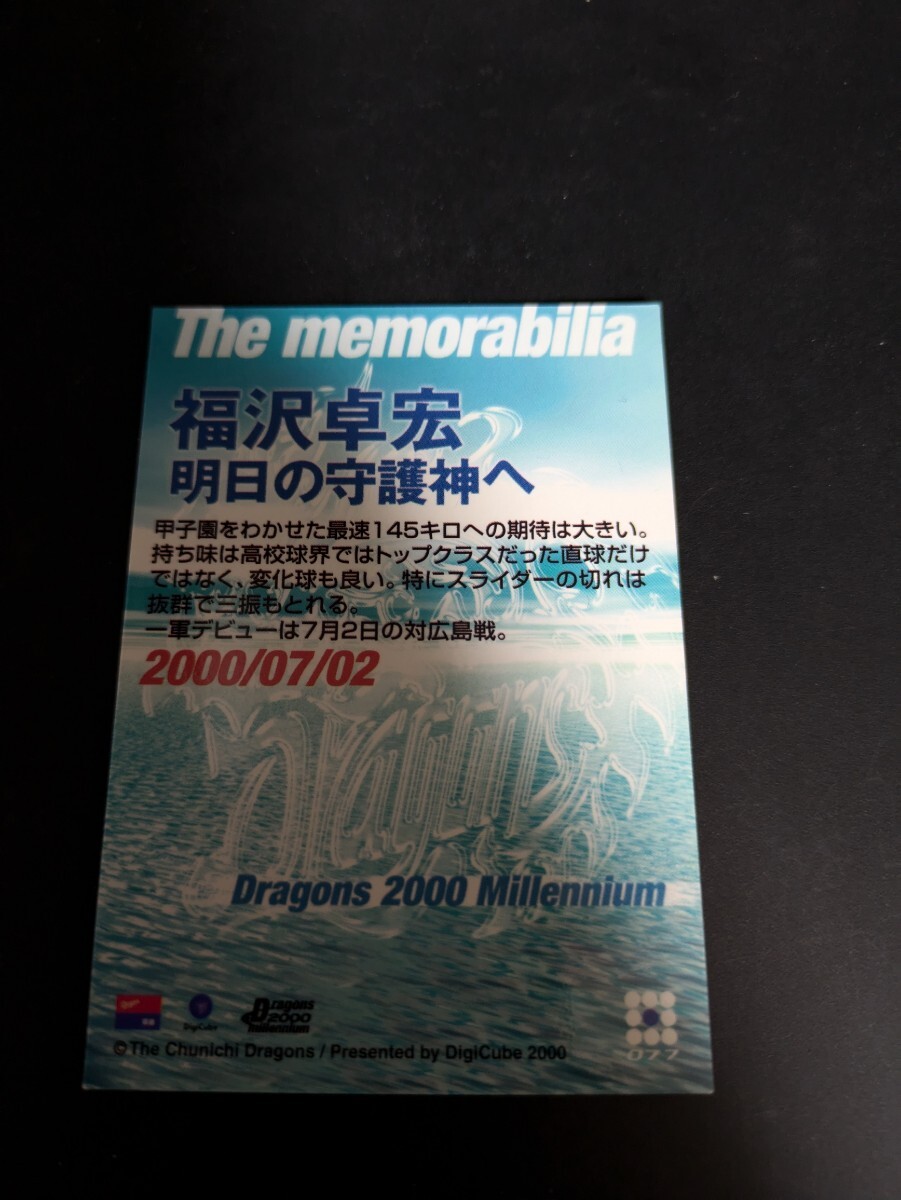 The memorabilia
福沢卓宏
明日の守護神へ
甲子園をわかせた最速145キロへの期待は大きい。
持ち味は高校球界ではトップクラスだった直球だけ
ではなく、変化球も良い。特にスライダーの切れは
抜群で三振もとれる。
一軍デビューは7月2日の対広島戦。
2000/07/02
Dragons
Dragons 2000 Millennium
DigiCube
Dragons
2000
Millennium
©The Chunichi Dragons / Presented by DigiCube 2000
077